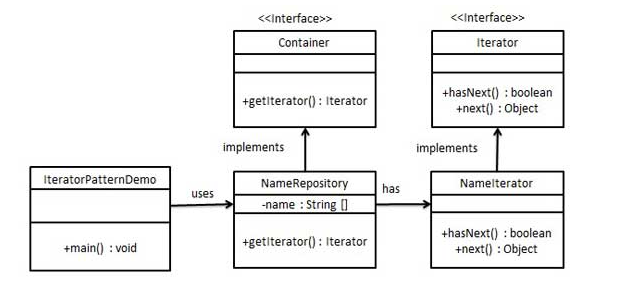 <<Interface>>
Container
+getIterator() : Iterator
<<Interface>>
Iterator
+hasNext() : boolean
+next() : Object
implements
implements
IteratorPatternDemo
+main() : void
uses
NameRepository
-name : String []
+getIterator() : Iterator
has
NameIterator
+hasNext() : boolean
+next() : Object